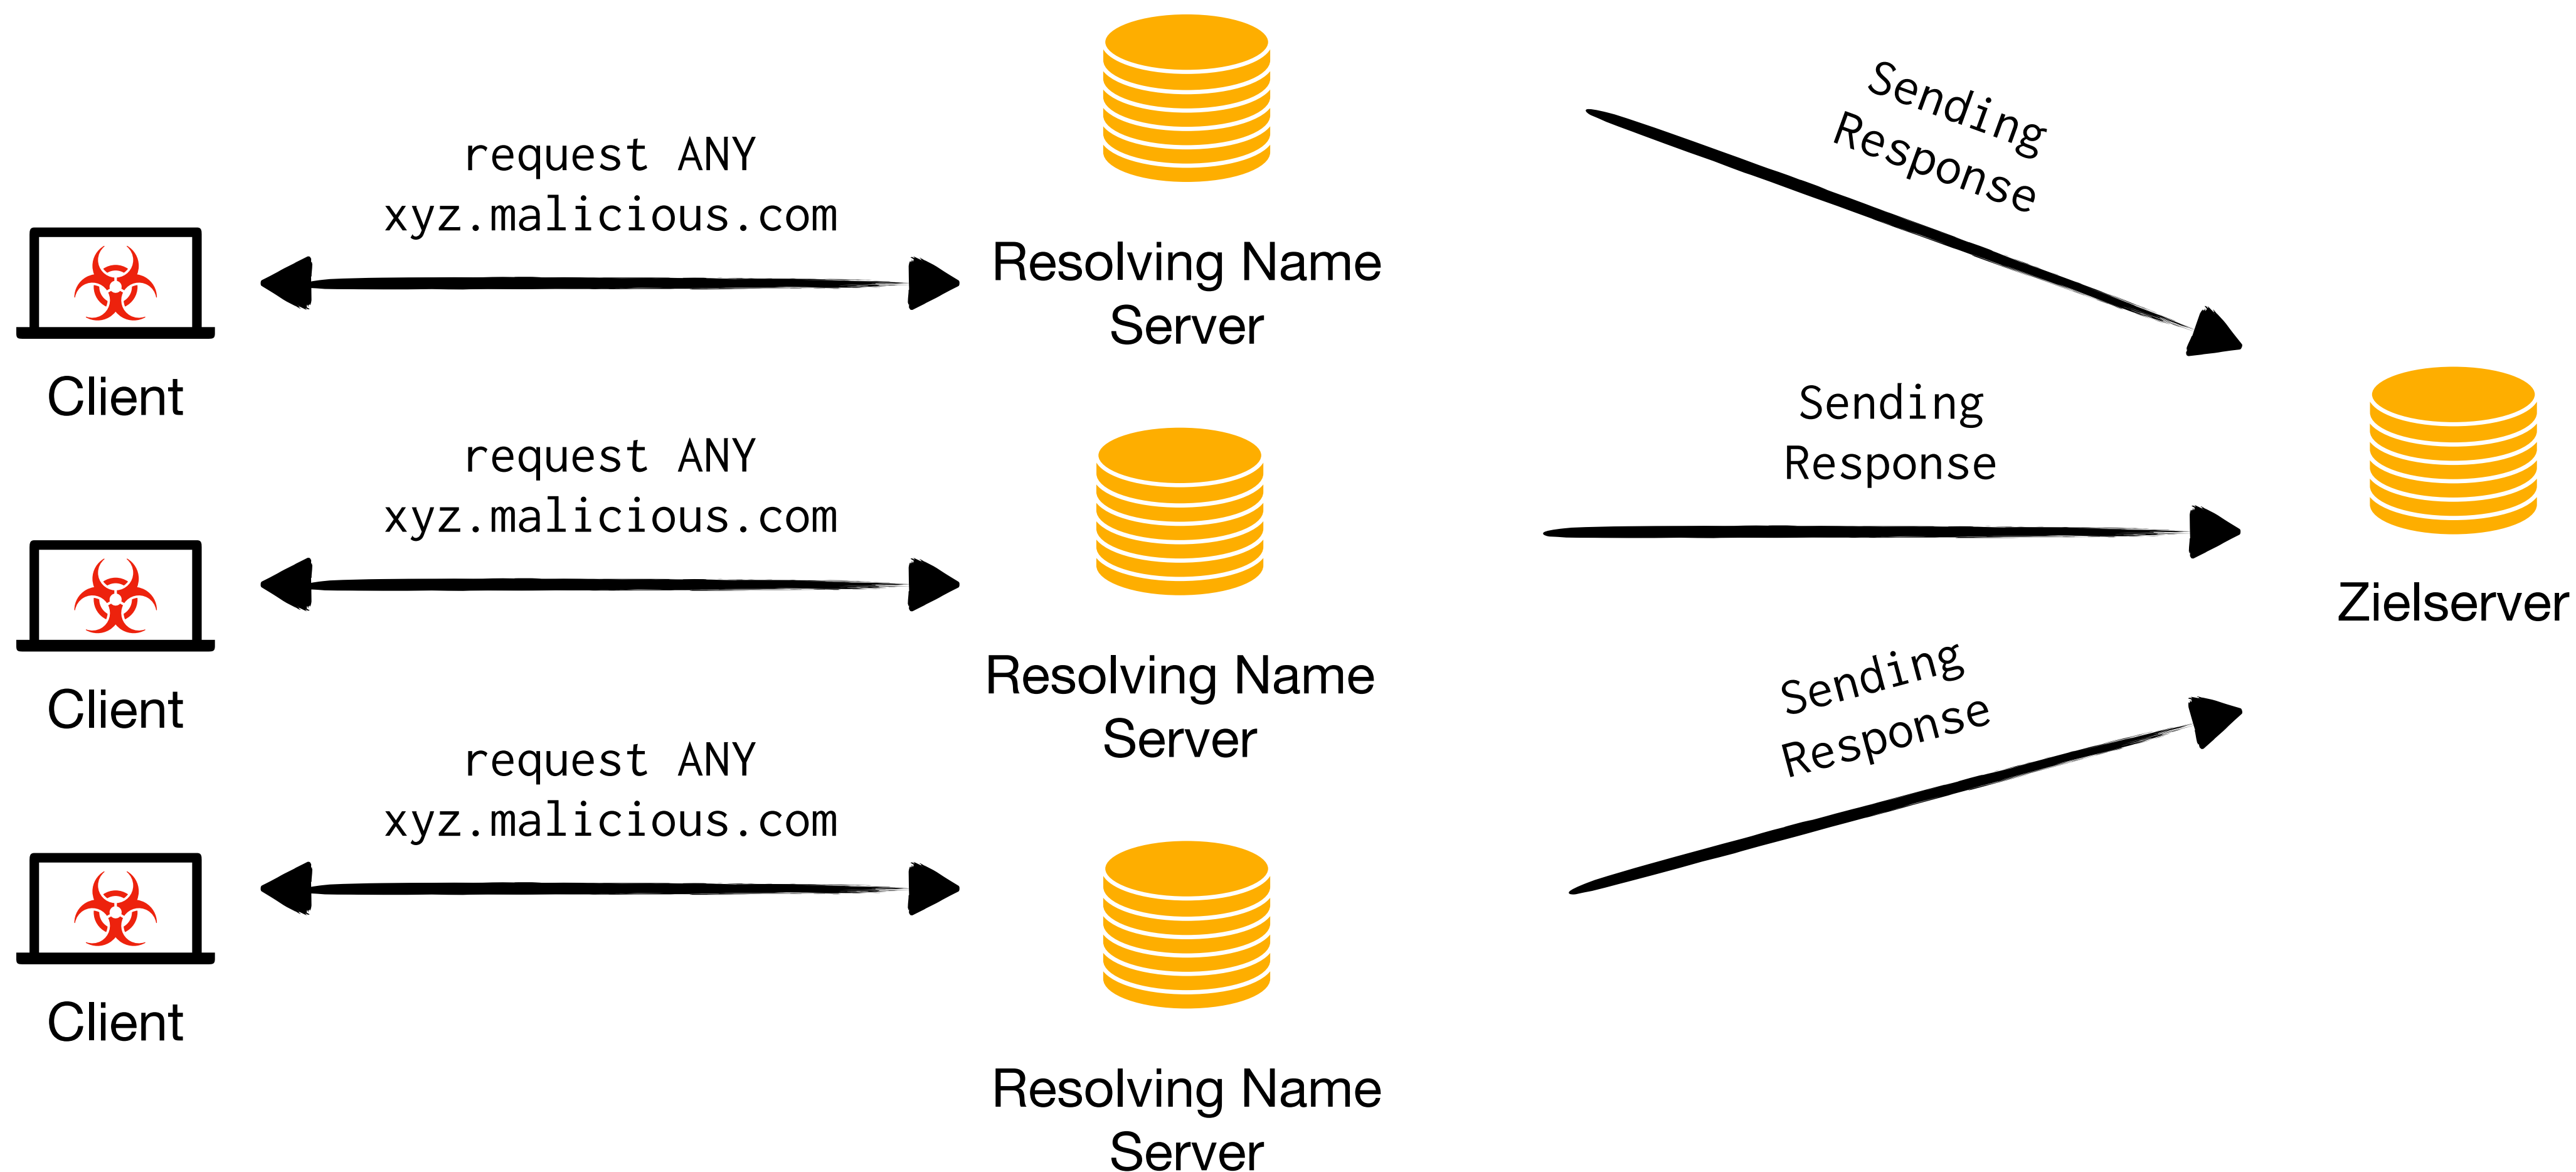 request ANY
xyz.malicious.com
Client
Resolving Name
Server
Sending
Response
request ANY
xyz.malicious.com
Client
Resolving Name
Server
Sending
Response
Zielserver
request ANY
xyz.malicious.com
Client
Resolving Name
Server
Sending
Response